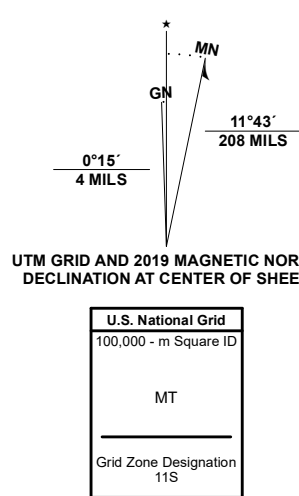 ★
MN
GN
11°43´
208 MILS
0°15´
4 MILS
UTM GRID AND 2019 MAGNETIC NOR
DECLINATION AT CENTER OF SHEE
U.S. National Grid
100,000 - m Square ID
MT
Grid Zone Designation
11S